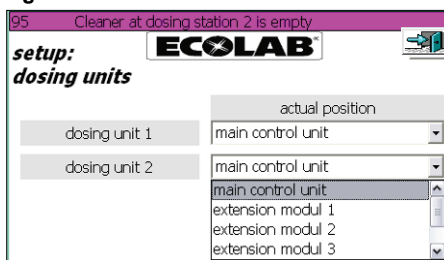 95 Cleaner at dosing station 2 is empty
setup:
ECOLAB®
dosing units
actual position
dosing unit 1
main control unit
dosing unit 2
main control unit
main control unit
extension modul 1
extension modul 2
extension modul 3